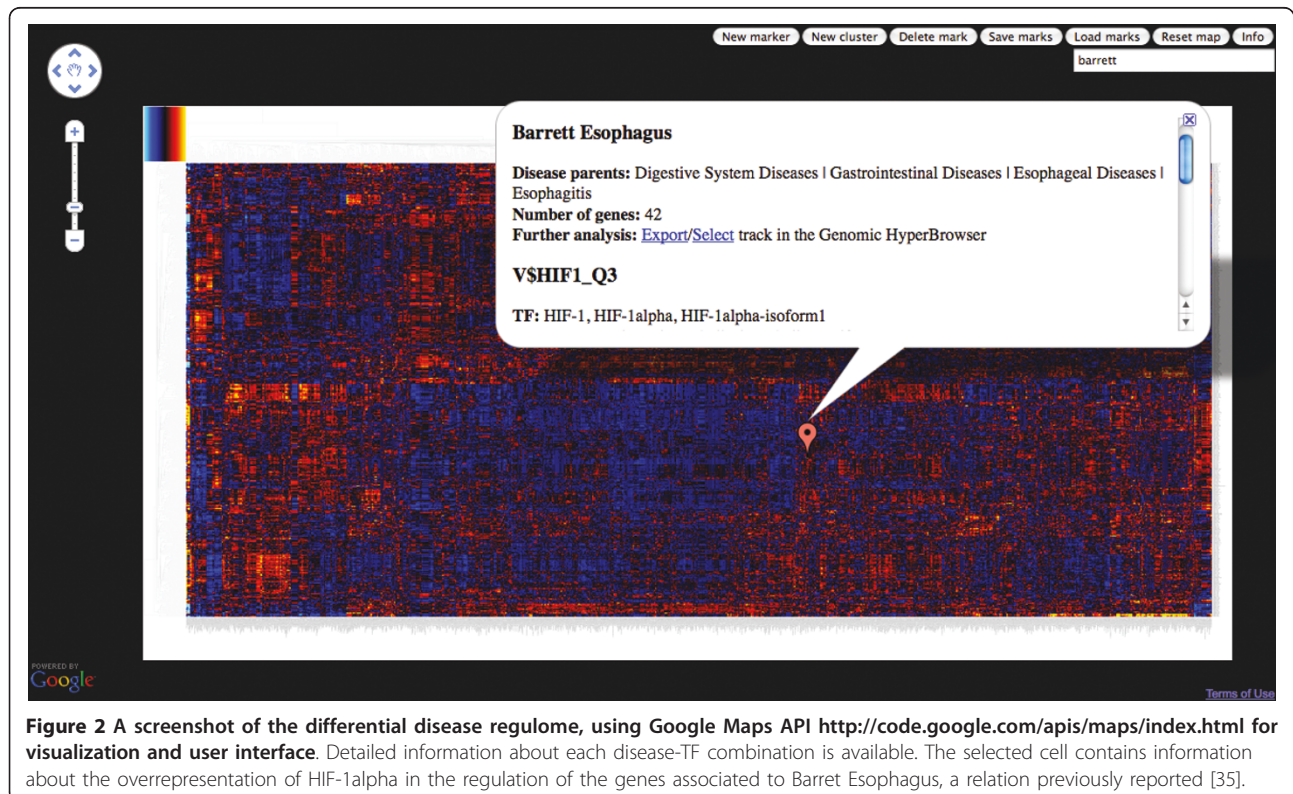 New marker New cluster Delete mark Save marks Load marks Reset map Info
barrett
Barrett Esophagus
Disease parents: Digestive System Diseases | Gastrointestinal Diseases | Esophageal Diseases |
Esophagitis
Number of genes: 42
Further analysis: Export/Select track in the Genomic HyperBrowser
V$HIF1_Q3
TF: HIF-1, HIF-1alpha, HIF-1alpha-isoform1
POWERED BY
Google
Terms of Use
Figure 2 A screenshot of the differential disease regulome, using Google Maps API http://code.google.com/apis/maps/index.html for
visualization and user interface. Detailed information about each disease-TF combination is available. The selected cell contains information
about the overrepresentation of HIF-1alpha in the regulation of the genes associated to Barret Esophagus, a relation previously reported [35].